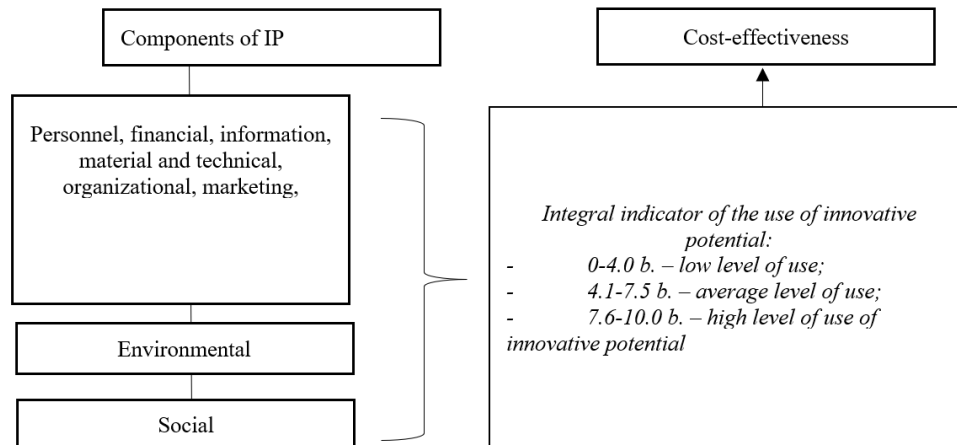 Components of IP
Cost-effectiveness
Personnel, financial, information,
material and technical,
organizational, marketing,
Environmental
Social
Integral indicator of the use of innovative
potential:
- 0-4.0 b. – low level of use;
- 4.1-7.5 b. – average level of use;
- 7.6-10.0 b. – high level of use of
innovative potential